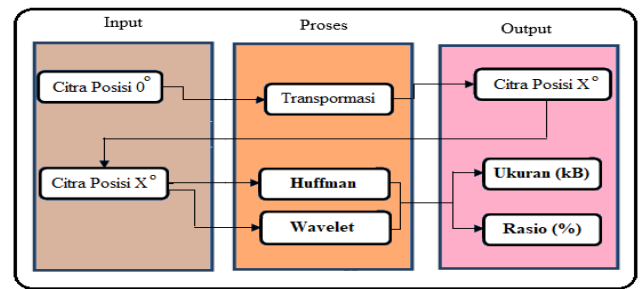 Input
Proses
Output
Citra Posisi 0°
Transpormasi
Citra Posisi X°
Citra Posisi X°
Huffman
Wavelet
Ukuran (kB)
Rasio (%)